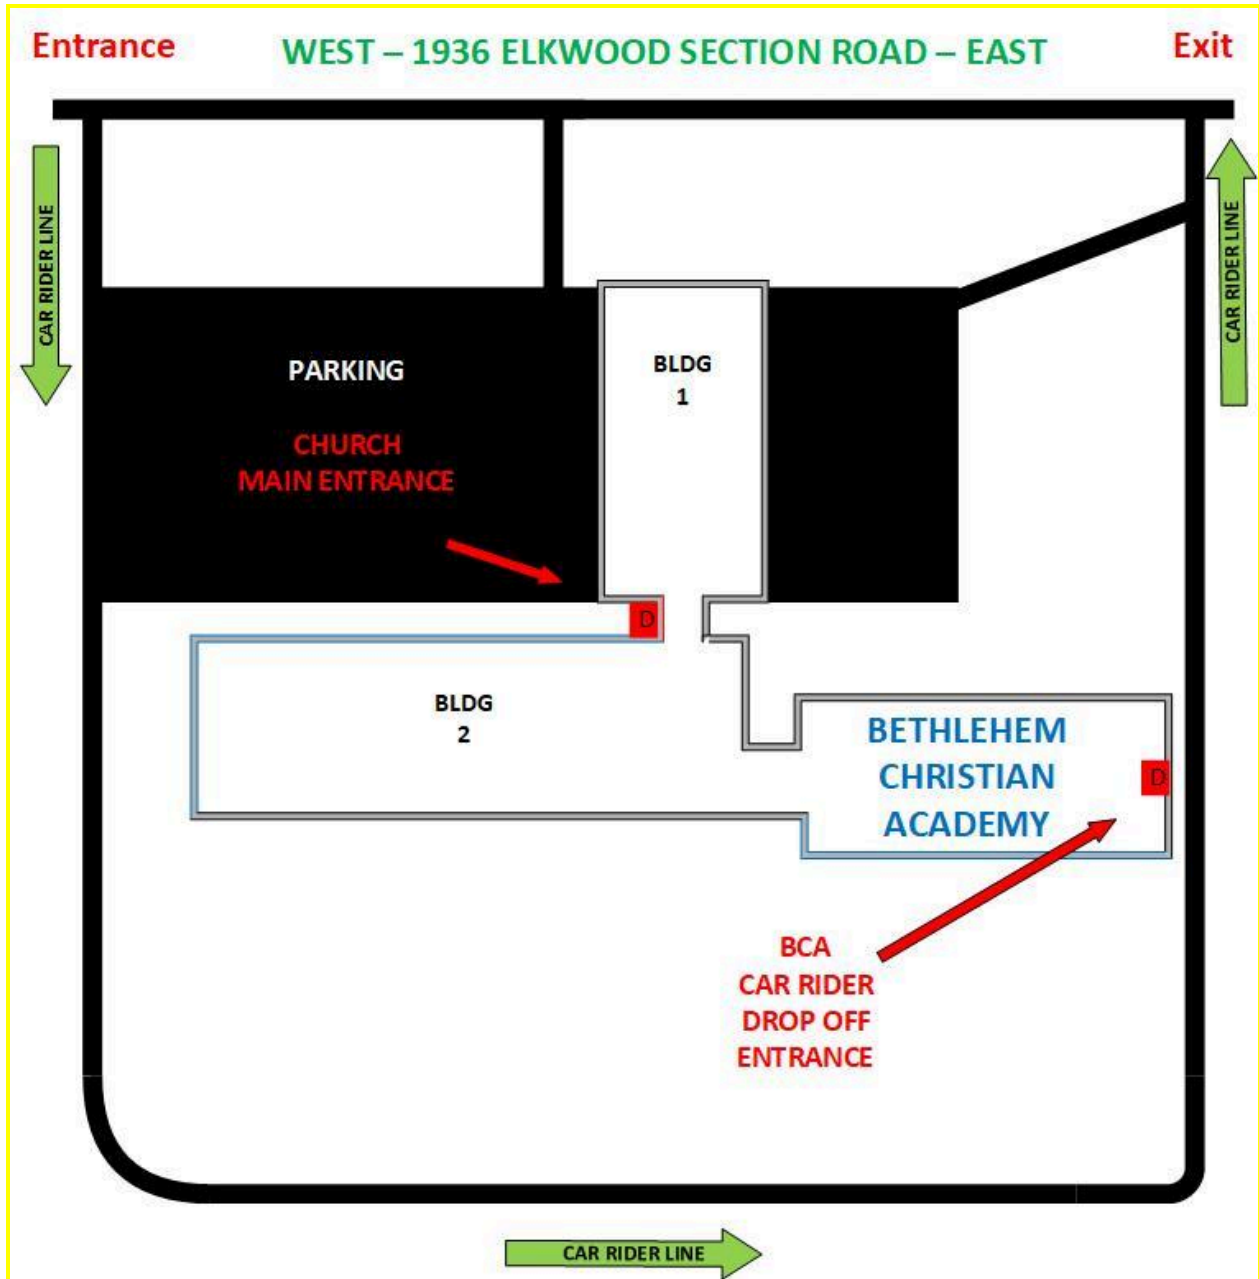 Entrance
WEST – 1936 ELKWOOD SECTION ROAD – EAST
Exit
CAR RIDER LINE
CAR RIDER LINE
PARKING
CHURCH
MAIN ENTRANCE
BLDG
1
D
BLDG
2
BETHLEHEM
CHRISTIAN
ACADEMY
D
BCA
CAR RIDER
DROP OFF
ENTRANCE
CAR RIDER LINE